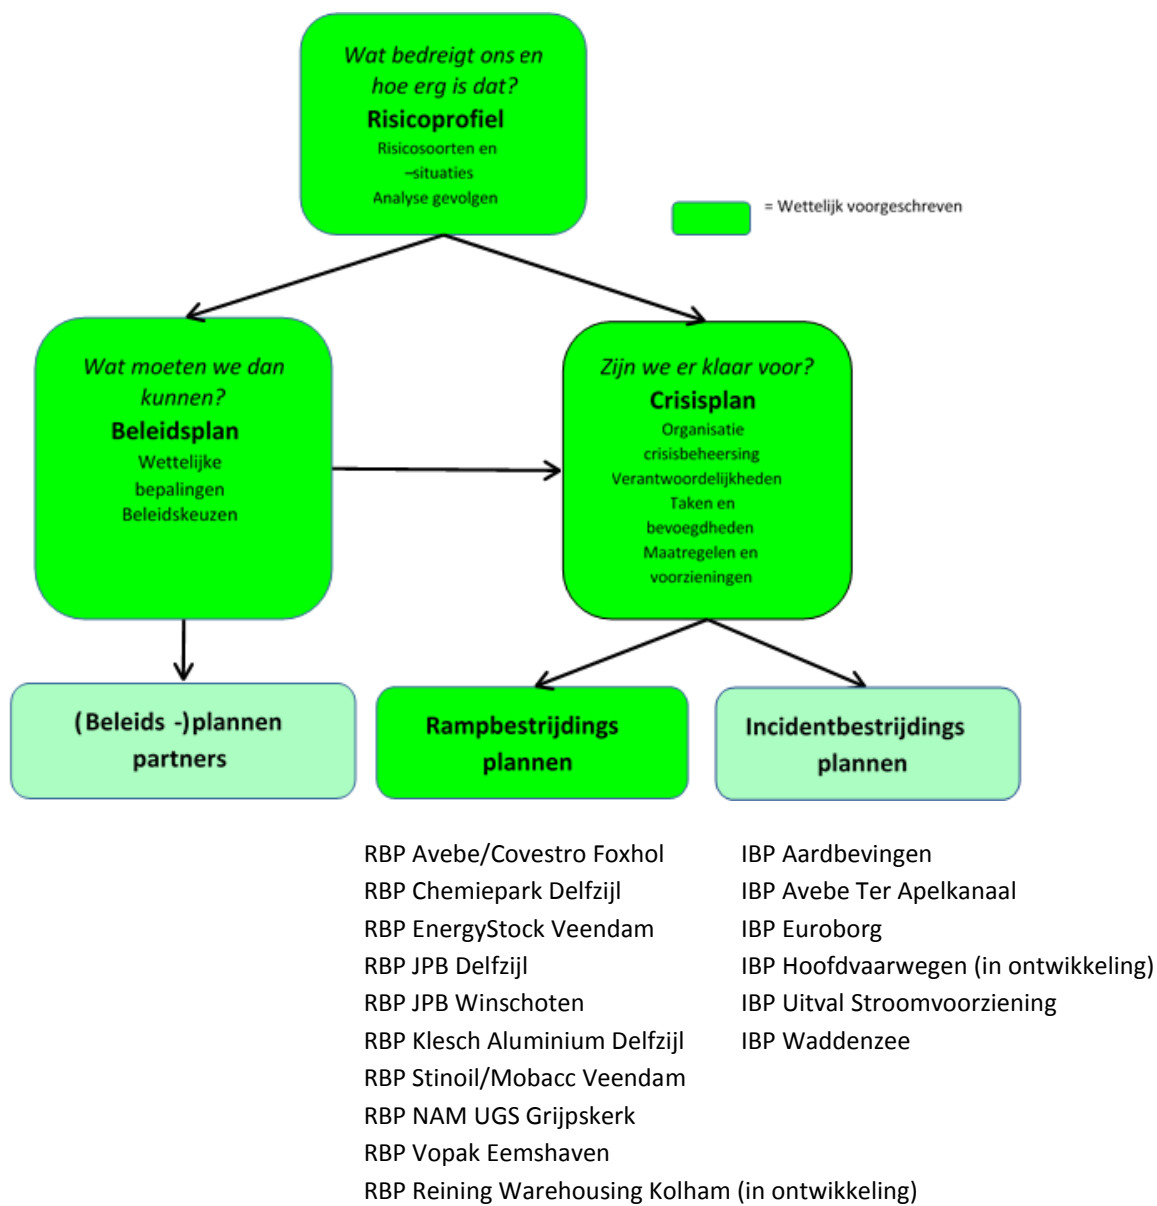 Wat bedreigt ons en
hoe erg is dat?
Risicoprofiel
Risicosoorten en
–situaties
Analyse gevolgen
= Wettelijk voorgeschreven
Wat moeten we dan
kunnen?
Beleidsplan
Wettelijke
bepalingen
Beleidskeuzen
Zijn we er klaar voor?
Crisisplan
Organisatie
crisisbeheersing
Verantwoordelijkheden
Taken en
bevoegdheden
Maatregelen en
voorzieningen
(Beleids -)plannen
partners
Rampbestrijdings
plannen
Incidentbestrijdings
plannen
RBP Avebe/Covestro Foxhol
RBP Chemiepark Delfzijl
RBP EnergyStock Veendam
RBP JPB Delfzijl
RBP JPB Winschoten
RBP Klesch Aluminium Delfzijl
RBP Stinoil/Mobacc Veendam
RBP NAM UGS Grijpskerk
RBP Vopak Eemshaven
RBP Reining Warehousing Kolham (in ontwikkeling)
IBP Aardbevingen
IBP Avebe Ter Apelkanaal
IBP Euroborg
IBP Hoofdvaarwegen (in ontwikkeling)
IBP Uitval Stroomvoorziening
IBP Waddenzee